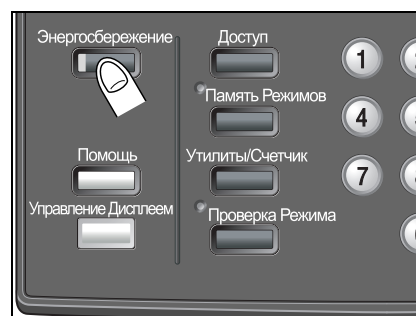 Энергосбережение
Доступ
1
Память Режимов
4
Помощь
Утилиты/Счетчик
7
Управление Дисплеем
Проверка Режима